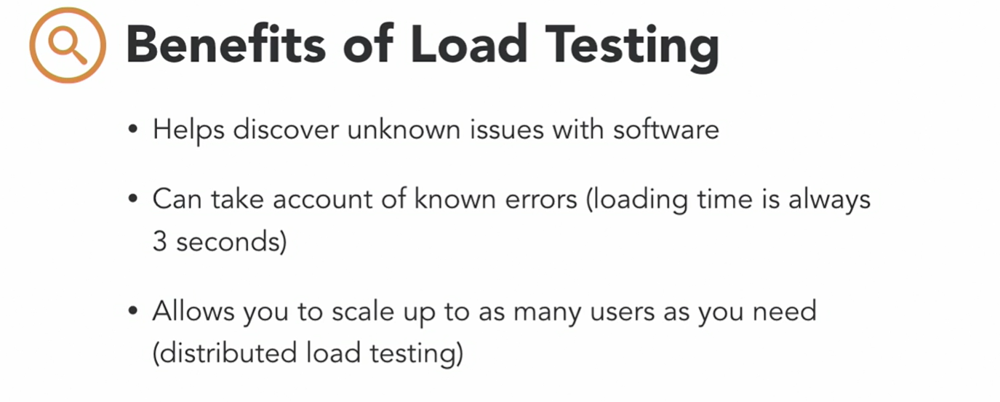 Benefits of Load Testing
• Helps discover unknown issues with software
• Can take account of known errors (loading time is always
3 seconds)
• Allows you to scale up to as many users as you need
(distributed load testing)